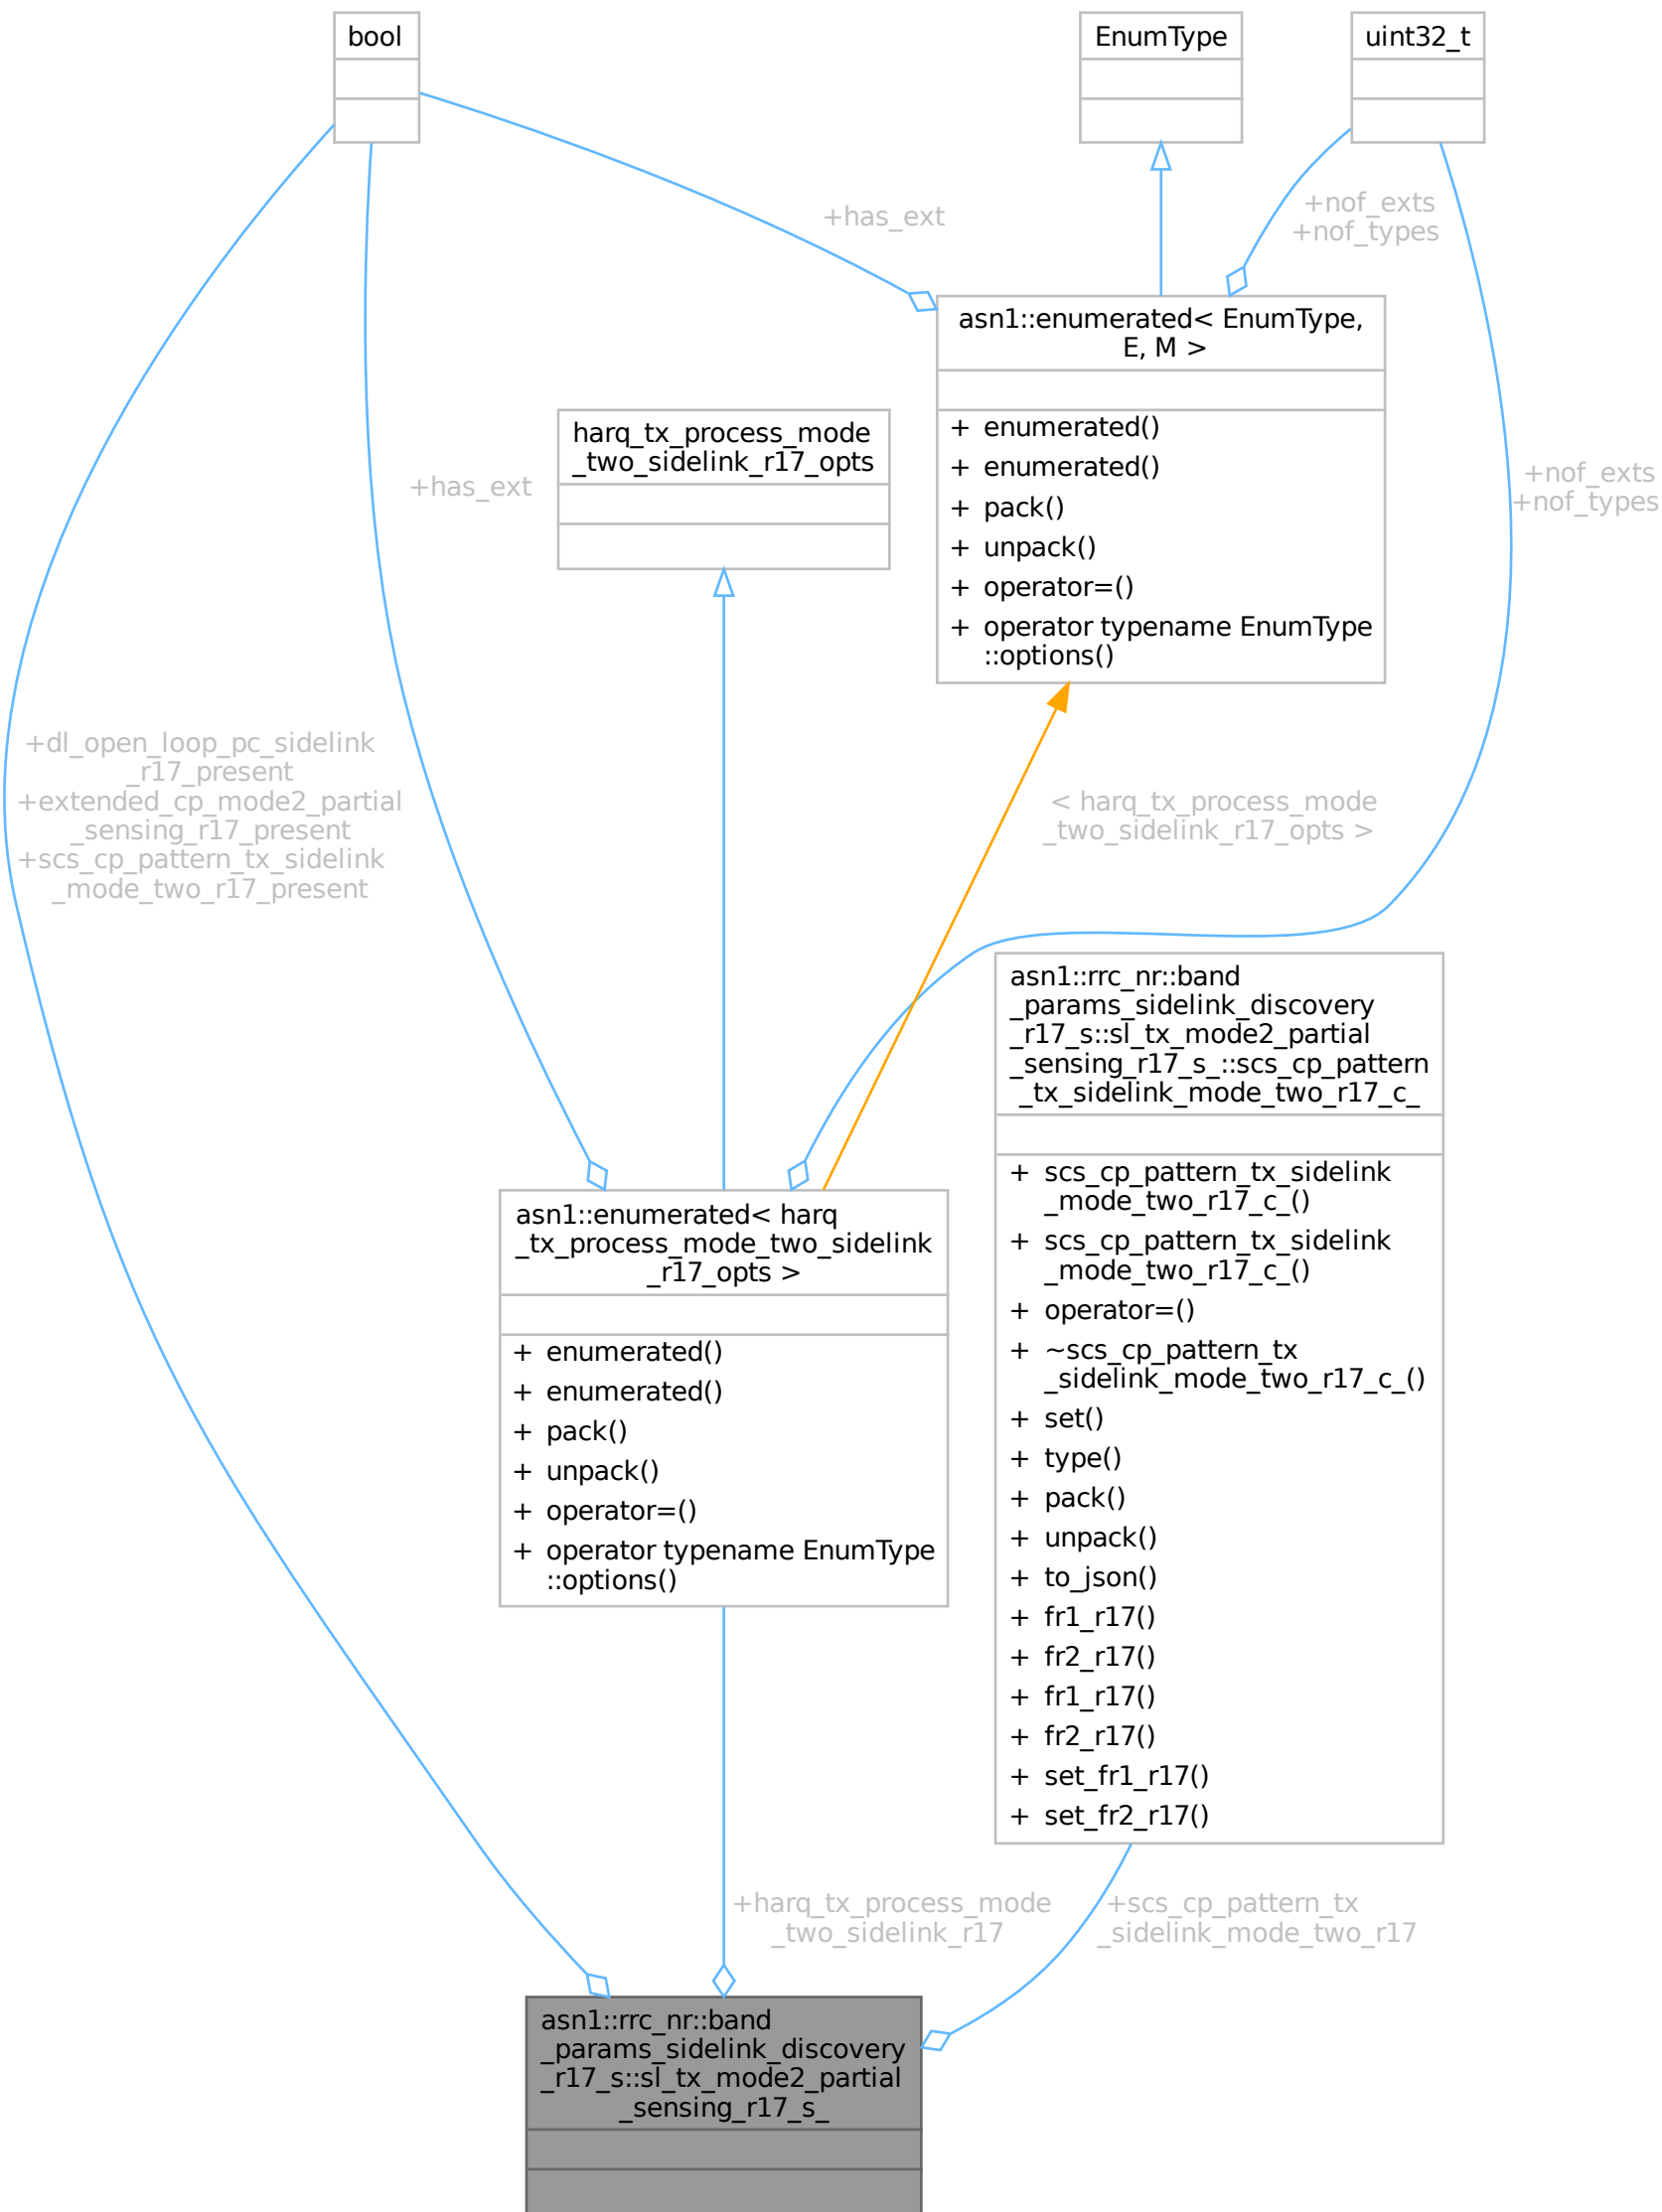 bool
EnumType
uint32_t
+has_ext
+nof_exts
+nof_types
asn1::enumerated< EnumType,
E, M >
+ enumerated()
+ enumerated()
+ pack()
+ unpack()
+ operator=()
+ operator typename EnumType
::options()
harq_tx_process_mode
_two_sidelink_r17_opts
+has_ext
+nof_exts
+nof_types
+dl_open_loop_pc_sidelink
_r17_present
+extended_cp_mode2_partial
_sensing_r17_present
+scs_cp_pattern_tx_sidelink
_mode_two_r17_present
< harq_tx_process_mode
_two_sidelink_r17_opts >
asn1::rrc_nr::band
_params_sidelink_discovery
_r17_s::sl_tx_mode2_partial
_sensing_r17_s_::scs_cp_pattern
_tx_sidelink_mode_two_r17_c_
+ scs_cp_pattern_tx_sidelink
_mode_two_r17_c_()
+ scs_cp_pattern_tx_sidelink
_mode_two_r17_c_()
+ operator=()
+ ~scs_cp_pattern_tx
_sidelink_mode_two_r17_c_()
+ set()
+ type()
+ pack()
+ unpack()
+ to_json()
+ fr1_r17()
+ fr2_r17()
+ fr1_r17()
+ fr2_r17()
+ set_fr1_r17()
+ set_fr2_r17()
asn1::enumerated< harq
_tx_process_mode_two_sidelink
_r17_opts >
+ enumerated()
+ enumerated()
+ pack()
+ unpack()
+ operator=()
+ operator typename EnumType
::options()
+harq_tx_process_mode
_two_sidelink_r17
+scs_cp_pattern_tx
_sidelink_mode_two_r17
asn1::rrc_nr::band
_params_sidelink_discovery
_r17_s::sl_tx_mode2_partial
_sensing_r17_s_